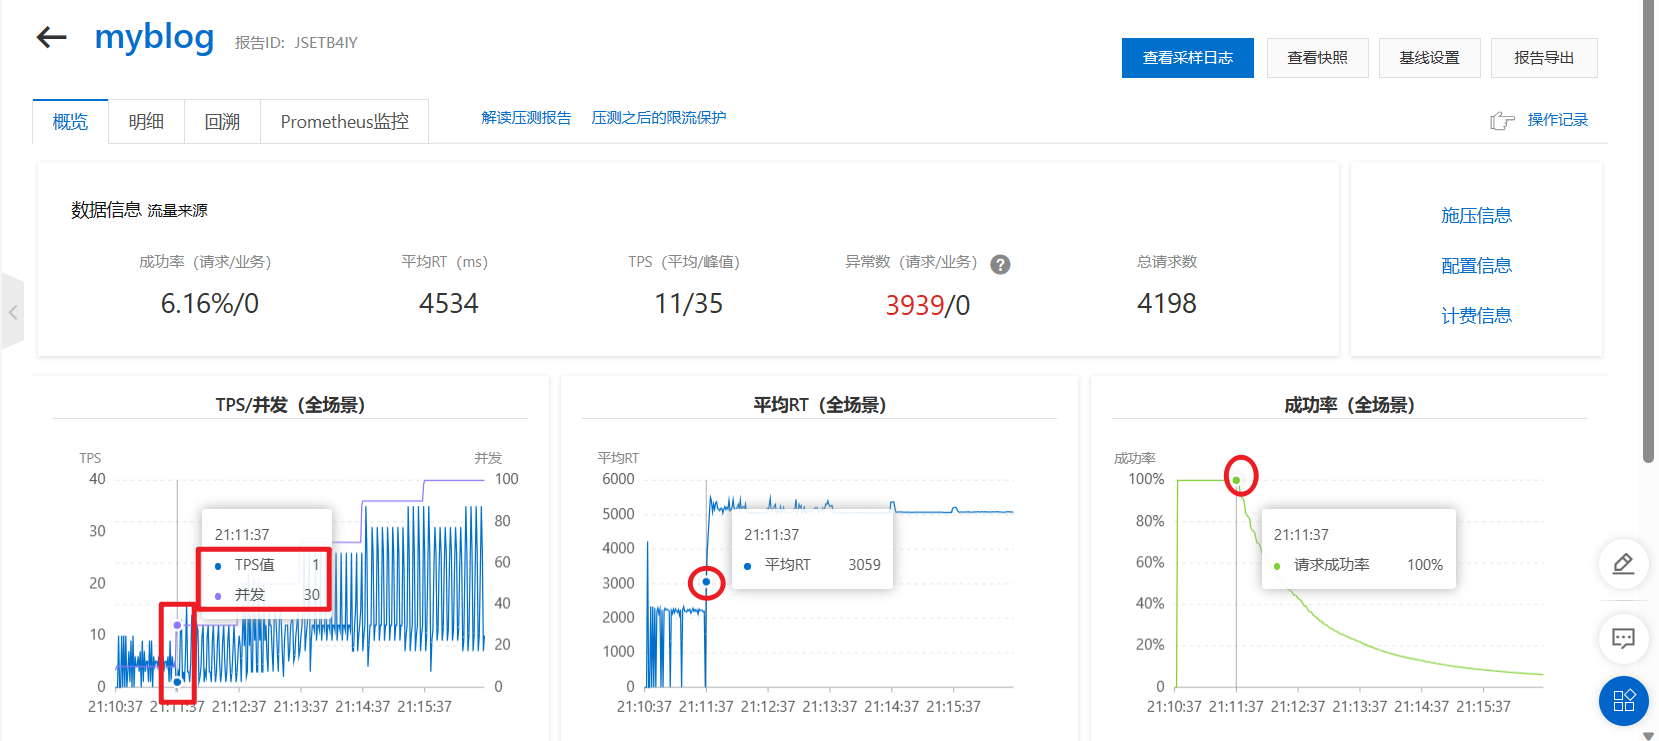 myblog 报告ID: JSETB4IY
查看采样日志 查看快照 基线设置 报告导出
概览 明细 回溯 Prometheus监控 解读压测报告 压测之后的限流保护 操作记录
数据信息 流量来源
成功率（请求/业务） 平均RT（ms） TPS（平均/峰值） 异常数（请求/业务） ? 总请求数
6.16%/0 4534 11/35 3939/0 4198
施压信息
配置信息
计费信息
TPS/并发（全场景）
TPS 并发
40 100
30 80
20 60
10 40
0 20
0
21:11:37
TPS值 1
并发 30
21:10:37 21:11:37 21:12:37 21:13:37 21:14:37 21:15:37
平均RT（全场景）
平均RT
6000
5000
4000
3000
2000
1000
0
21:11:37
平均RT 3059
21:10:37 21:11:37 21:12:37 21:13:37 21:14:37 21:15:37
成功率（全场景）
成功率
100%
80%
60%
40%
20%
0
21:11:37
请求成功率 100%
21:10:37 21:11:37 21:12:37 21:13:37 21:14:37 21:15:37